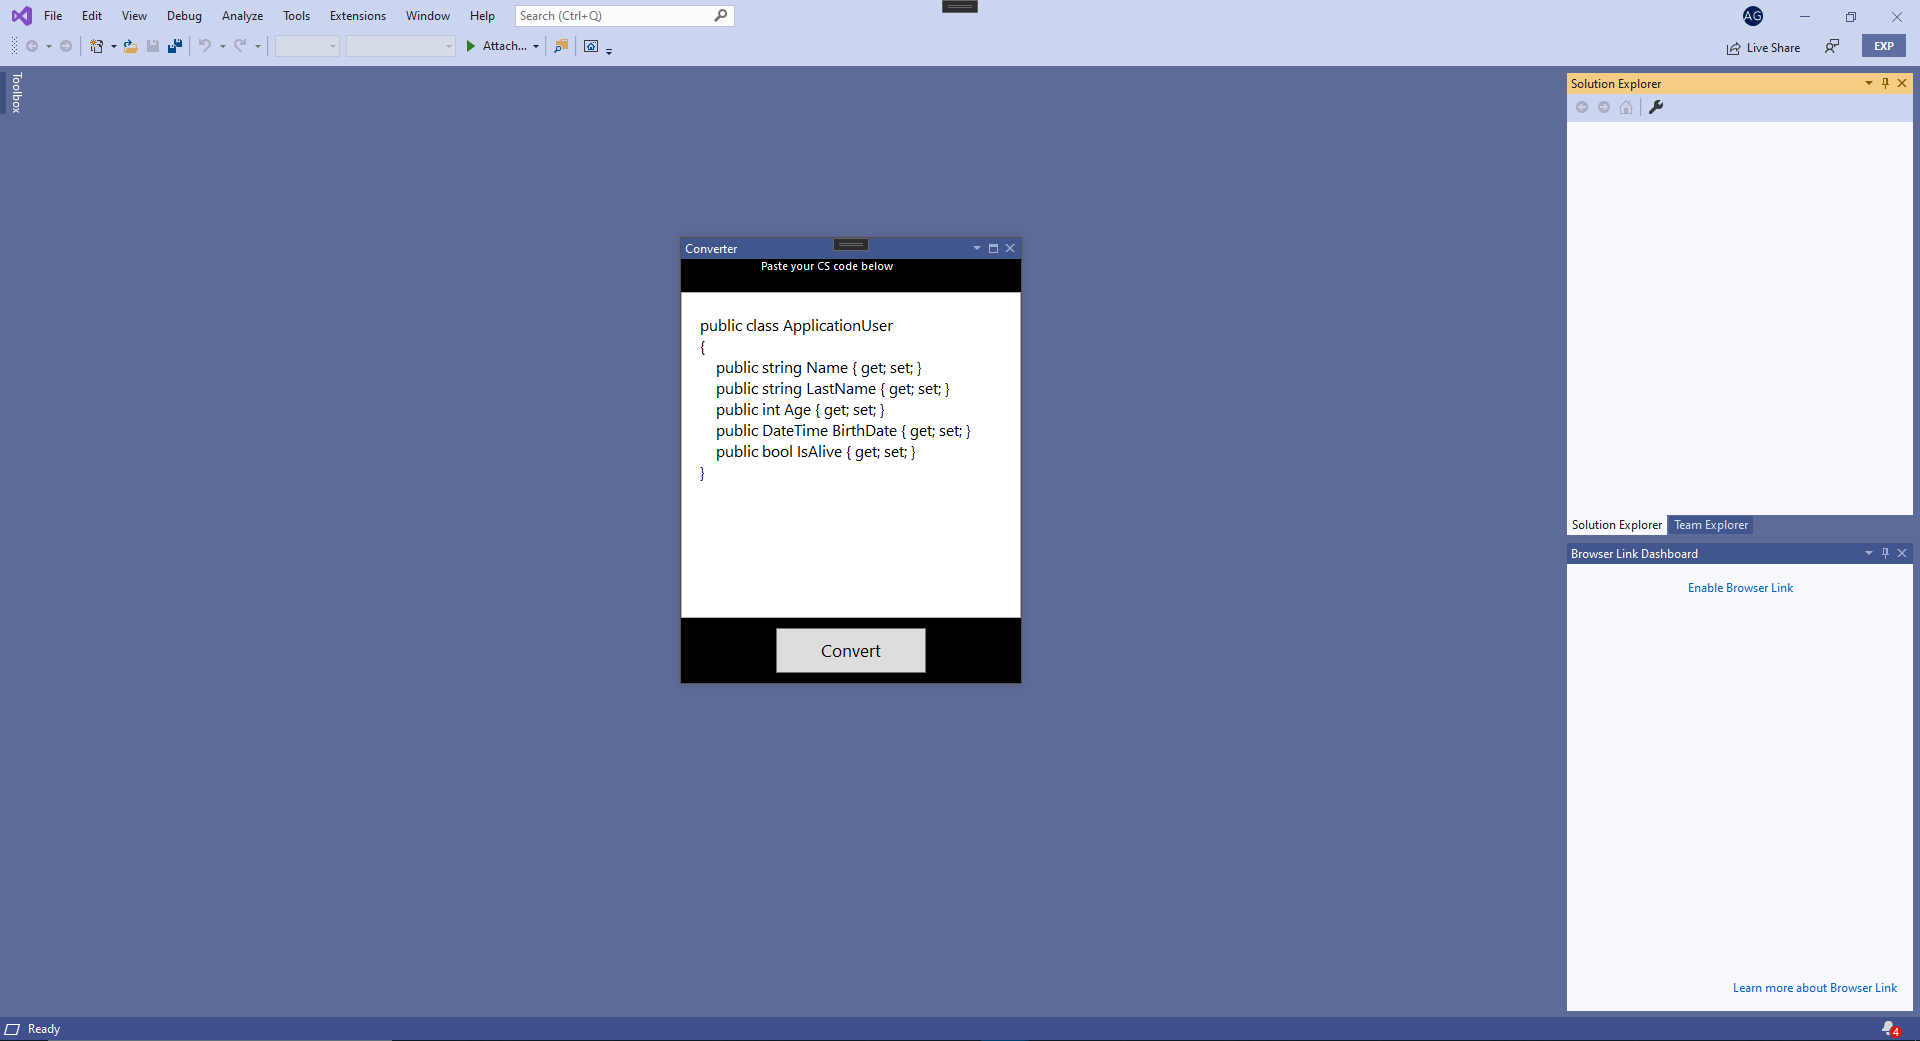 File Edit View Debug Analyze Tools Extensions Window Help Search (Ctrl+Q) AG
Attach... Live Share EXP
Toolbox
Solution Explorer
Converter
Paste your CS code below
public class ApplicationUser
{
public string Name { get; set; }
public string LastName { get; set; }
public int Age { get; set; }
public DateTime BirthDate { get; set; }
public bool IsAlive { get; set; }
}
Convert
Solution Explorer Team Explorer
Browser Link Dashboard
Enable Browser Link
Learn more about Browser Link
Ready 4